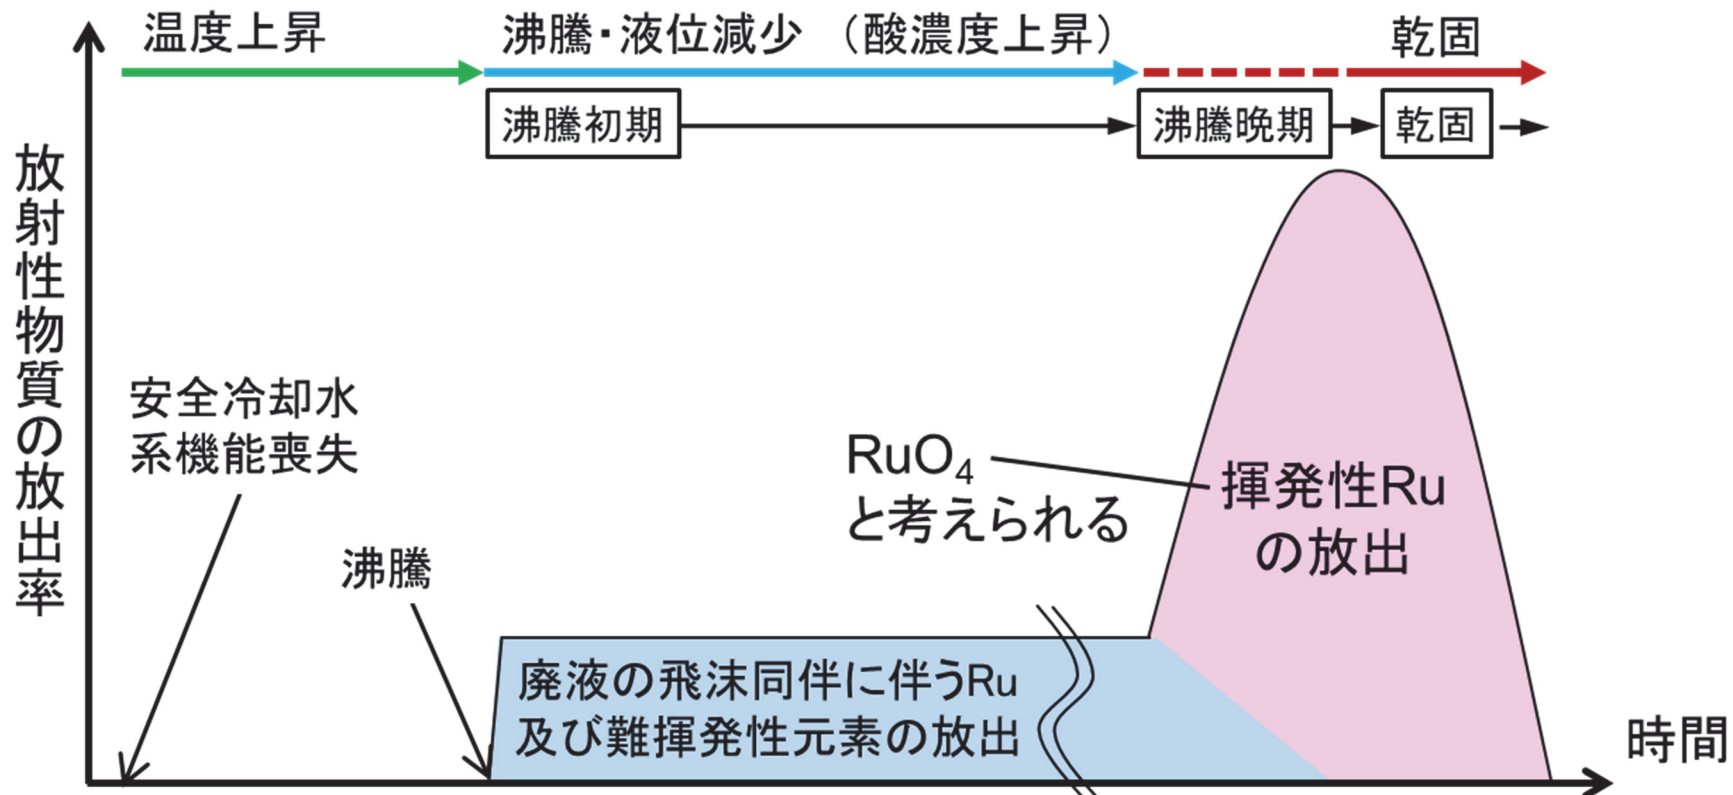 温度上昇
沸騰・液位減少 （酸濃度上昇）
乾固
沸騰初期
沸騰晩期
乾固
放射性物質の放出率
安全冷却水
系機能喪失
沸騰
RuO₄
と考えられる
揮発性Ru
の放出
廃液の飛沫同伴に伴うRu
及び難揮発性元素の放出
時間